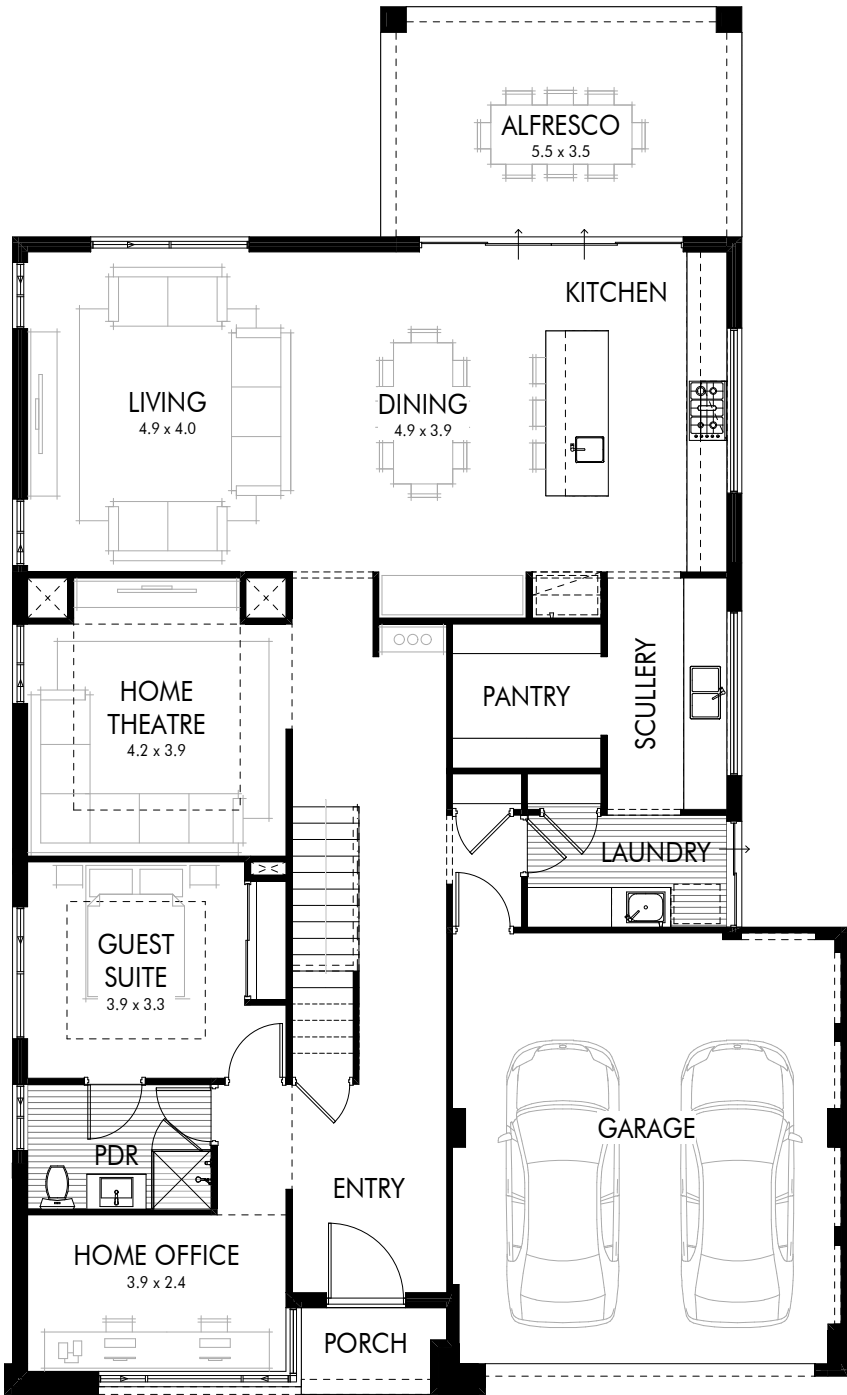 ALFRESCO
5.5 x 3.5
KITCHEN
LIVING
4.9 x 4.0
DINING
4.9 x 3.9
HOME
THEATRE
4.2 x 3.9
PANTRY
SCULLERY
LAUNDRY
GUEST
SUITE
3.9 x 3.3
GARAGE
PDR
ENTRY
HOME OFFICE
3.9 x 2.4
PORCH